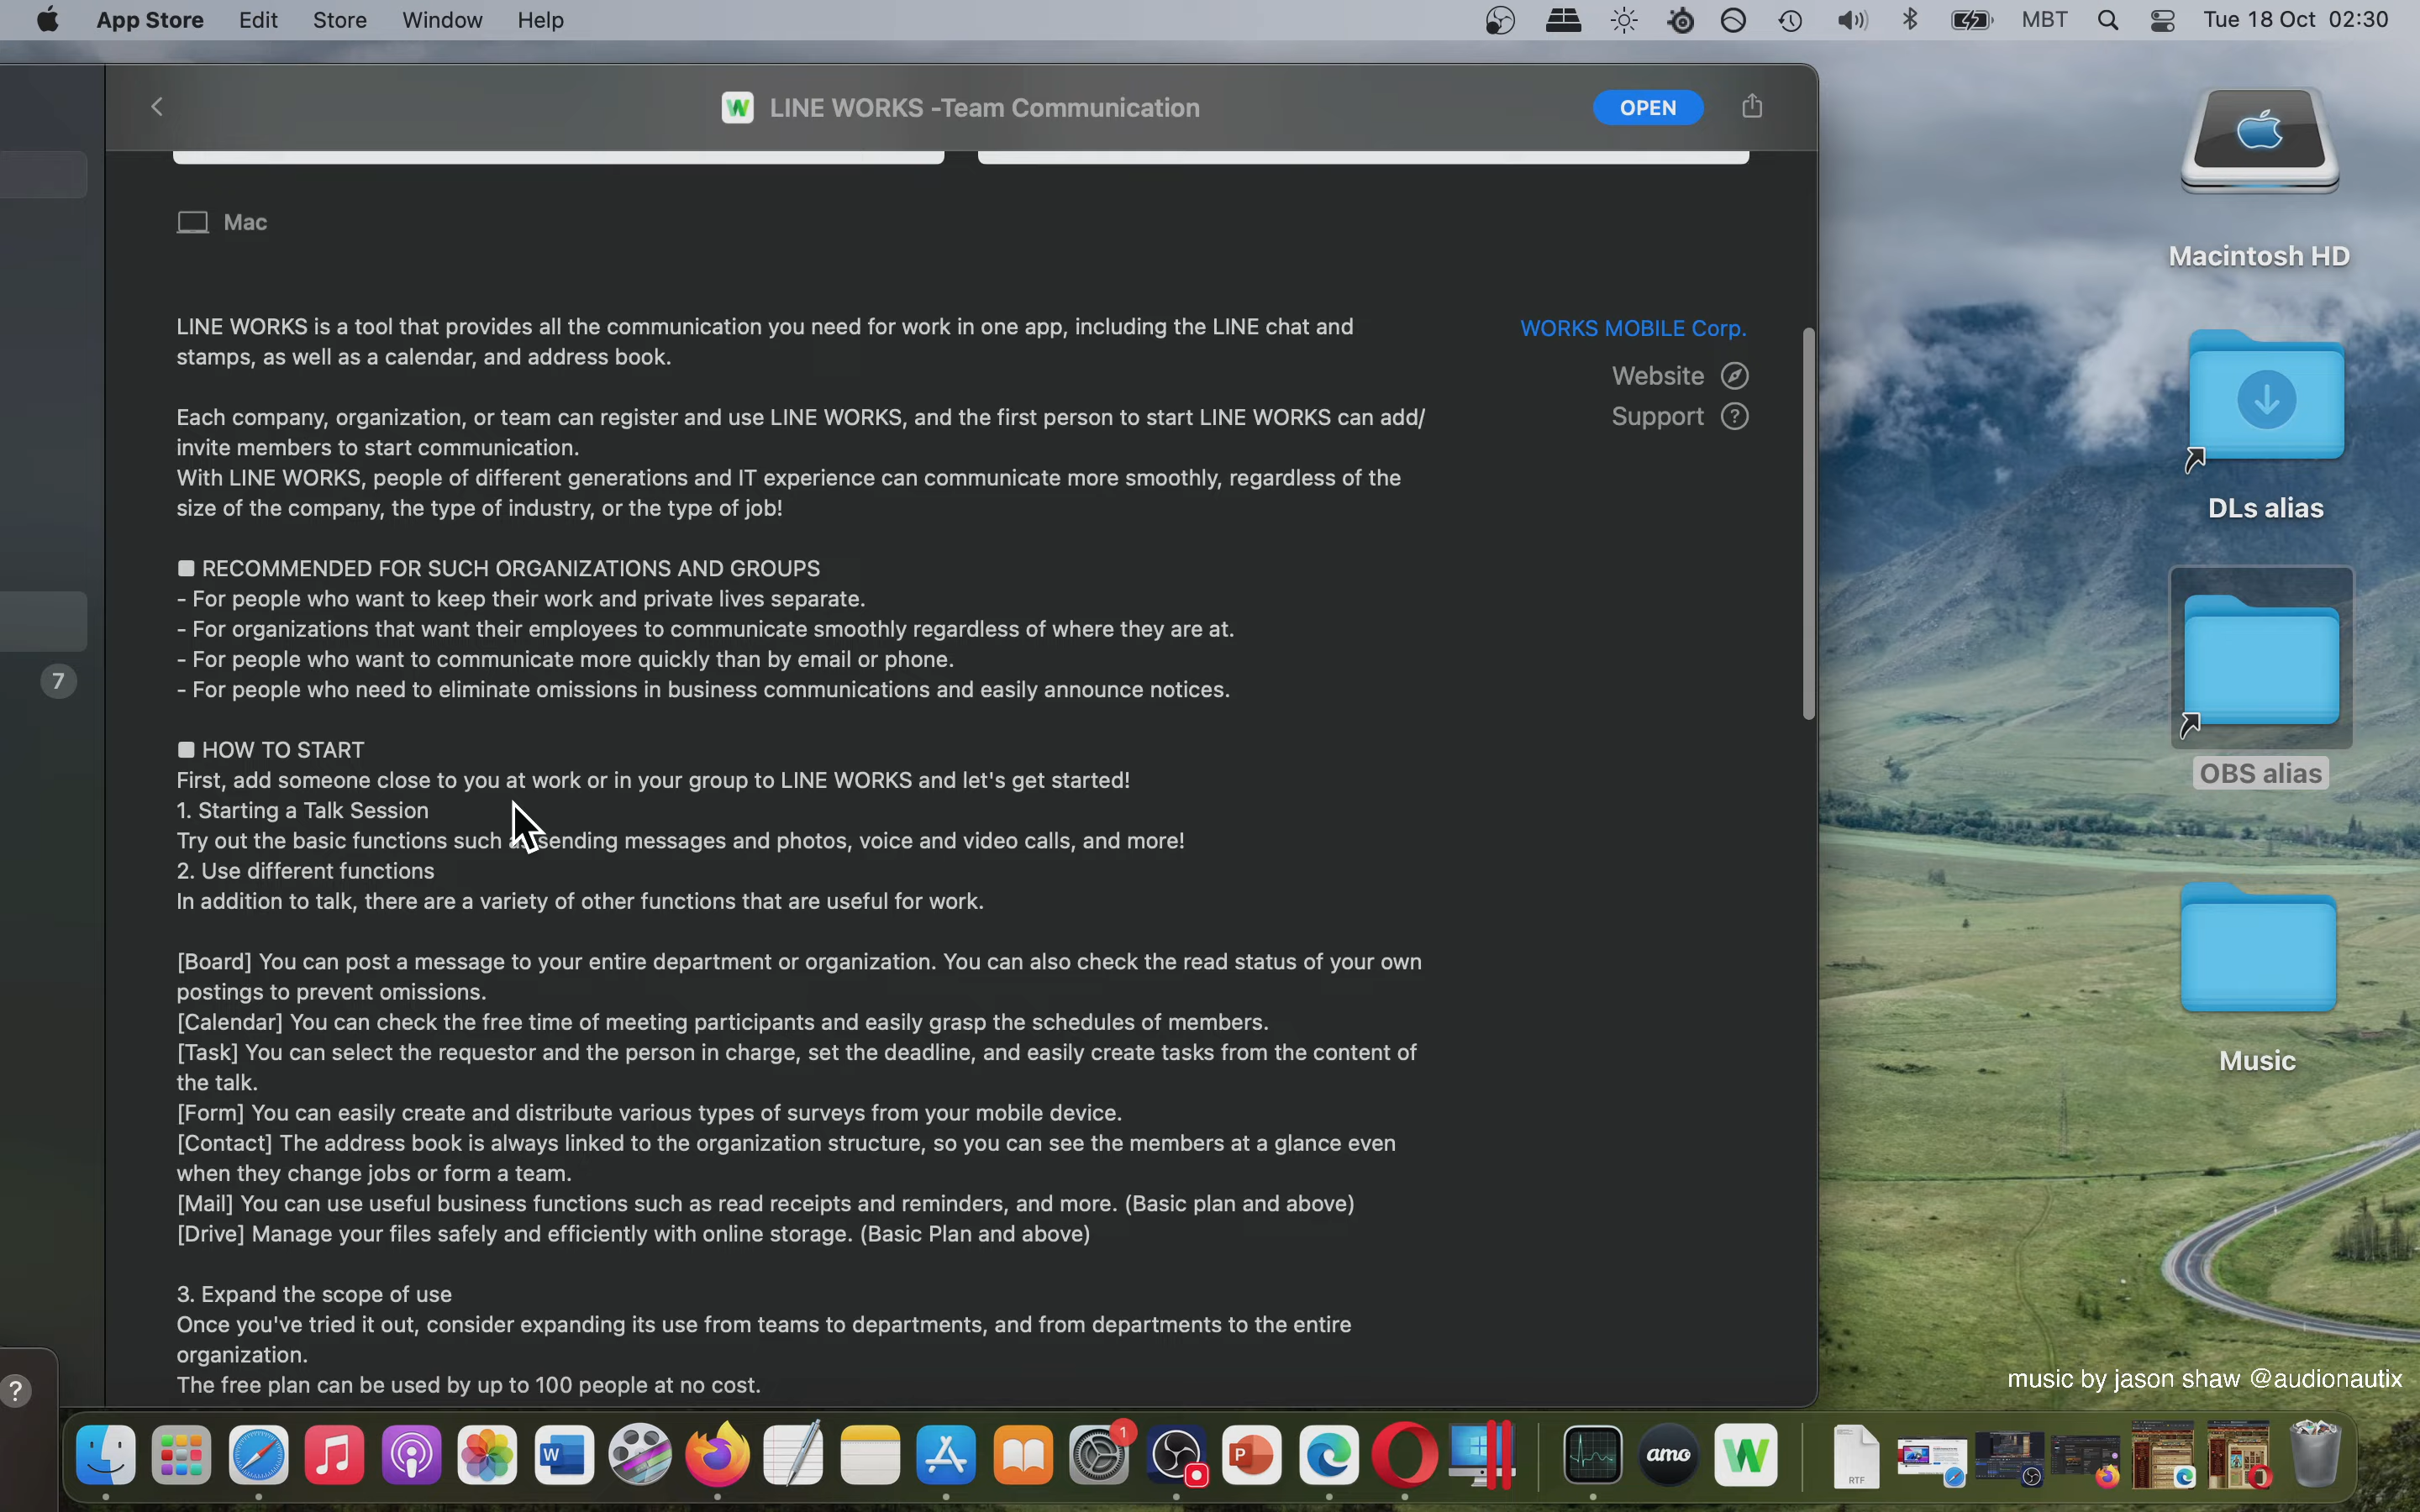 App Store Edit Store Window Help MBT Tue 18 Oct 02:30
W LINE WORKS -Team Communication OPEN
Mac
LINE WORKS is a tool that provides all the communication you need for work in one app, including the LINE chat and
stamps, as well as a calendar, and address book.
WORKS MOBILE Corp.
Website
Support ?
Each company, organization, or team can register and use LINE WORKS, and the first person to start LINE WORKS can add/
invite members to start communication.
With LINE WORKS, people of different generations and IT experience can communicate more smoothly, regardless of the
size of the company, the type of industry, or the type of job!
■ RECOMMENDED FOR SUCH ORGANIZATIONS AND GROUPS
- For people who want to keep their work and private lives separate.
- For organizations that want their employees to communicate smoothly regardless of where they are at.
- For people who want to communicate more quickly than by email or phone.
- For people who need to eliminate omissions in business communications and easily announce notices.
7
■ HOW TO START
First, add someone close to you at work or in your group to LINE WORKS and let's get started!
1. Starting a Talk Session
Try out the basic functions such as sending messages and photos, voice and video calls, and more!
2. Use different functions
In addition to talk, there are a variety of other functions that are useful for work.
[Board] You can post a message to your entire department or organization. You can also check the read status of your own
postings to prevent omissions.
[Calendar] You can check the free time of meeting participants and easily grasp the schedules of members.
[Task] You can select the requestor and the person in charge, set the deadline, and easily create tasks from the content of
the talk.
[Form] You can easily create and distribute various types of surveys from your mobile device.
[Contact] The address book is always linked to the organization structure, so you can see the members at a glance even
when they change jobs or form a team.
[Mail] You can use useful business functions such as read receipts and reminders, and more. (Basic plan and above)
[Drive] Manage your files safely and efficiently with online storage. (Basic Plan and above)
3. Expand the scope of use
Once you've tried it out, consider expanding its use from teams to departments, and from departments to the entire
organization.
The free plan can be used by up to 100 people at no cost.
?
Macintosh HD
DLs alias
OBS alias
Music
music by jason shaw @audionautix
W 1 P amo W RTF